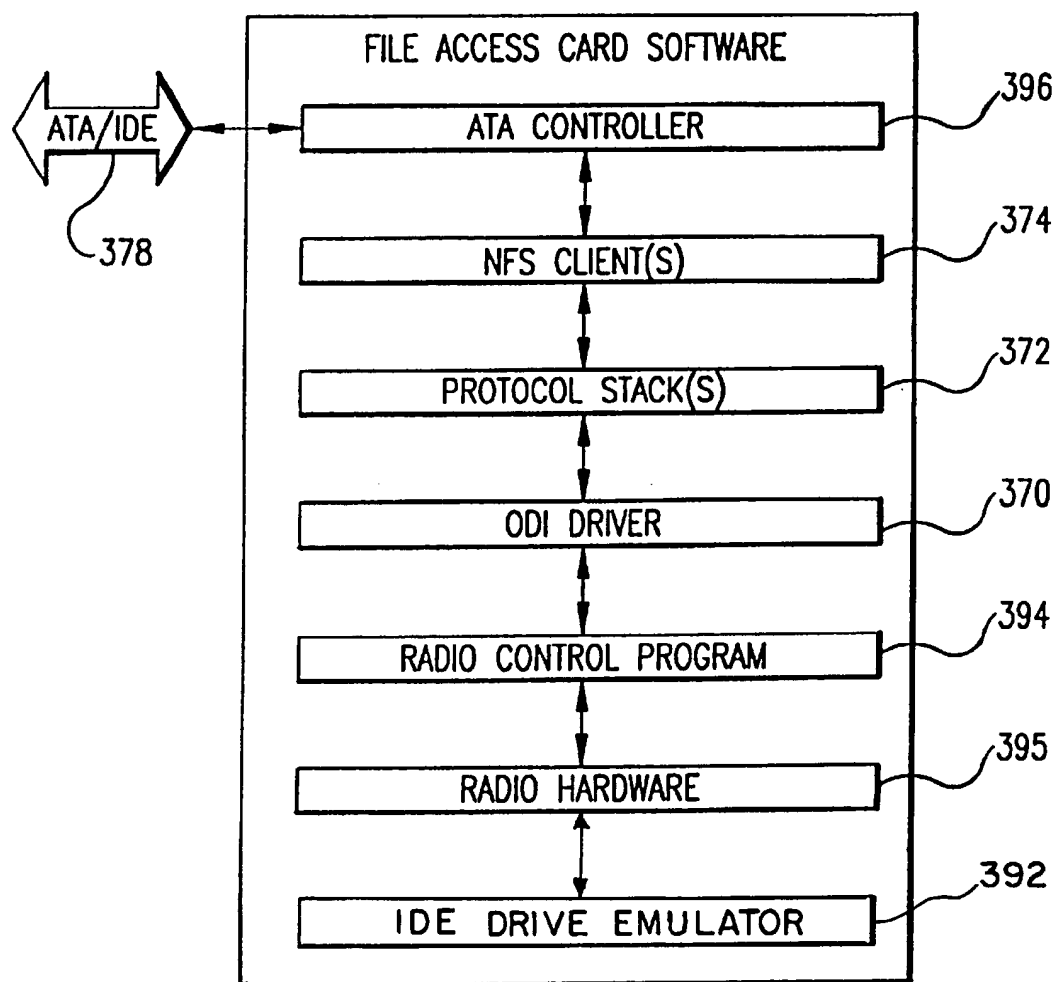 FILE ACCESS CARD SOFTWARE
396
ATA/IDE
ATA CONTROLLER
378
374
NFS CLIENT(S)
372
PROTOCOL STACK(S)
370
ODI DRIVER
394
RADIO CONTROL PROGRAM
395
RADIO HARDWARE
392
IDE DRIVE EMULATOR